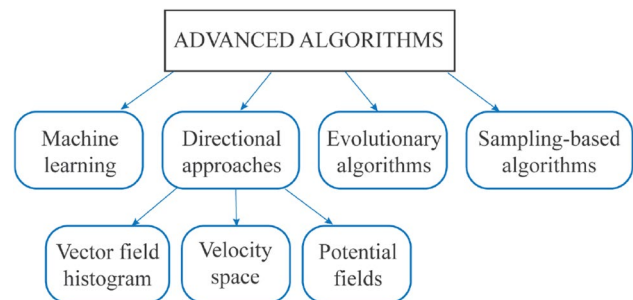 ADVANCED ALGORITHMS
Machine
learning
Directional
approaches
Evolutionary
algorithms
Sampling-based
algorithms
Vector field
histogram
Velocity
space
Potential
fields